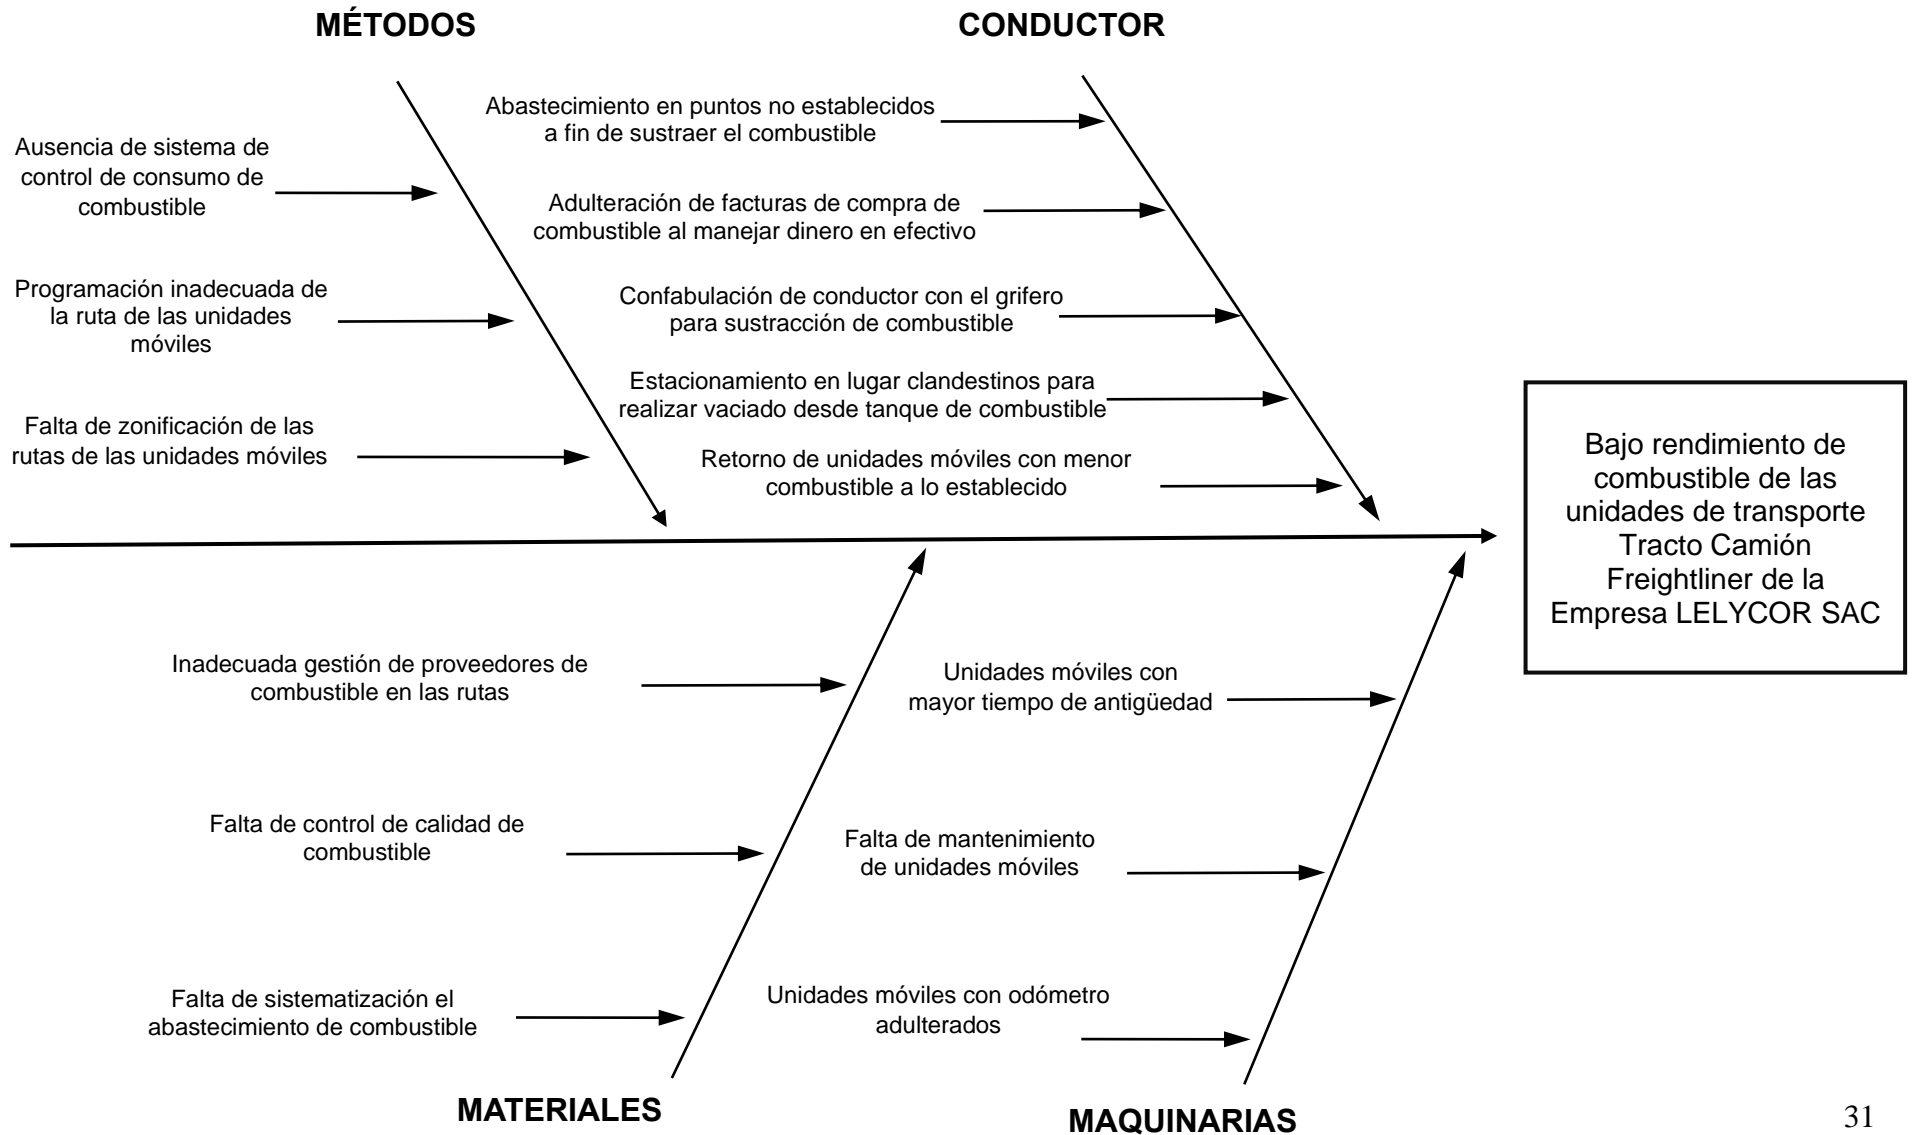 MÉTODOS
Ausencia de sistema de
control de consumo de
combustible
Programación inadecuada de
la ruta de las unidades
móviles
Falta de zonificación de las
rutas de las unidades móviles
CONDUCTOR
Abastecimiento en puntos no establecidos
a fin de sustraer el combustible
Adulteración de facturas de compra de
combustible al manejar dinero en efectivo
Confabulación de conductor con el grifero
para sustracción de combustible
Estacionamiento en lugar clandestinos para
realizar vaciado desde tanque de combustible
Retorno de unidades móviles con menor
combustible a lo establecido
Bajo rendimiento de
combustible de las
unidades de transporte
Tracto Camión
Freightliner de la
Empresa LELYCOR SAC
Inadecuada gestión de proveedores de
combustible en las rutas
Falta de control de calidad de
combustible
Falta de sistematización el
abastecimiento de combustible
MATERIALES
Unidades móviles con
mayor tiempo de antigüedad
Falta de mantenimiento
de unidades móviles
Unidades móviles con odómetro
adulterados
MAQUINARIAS
31